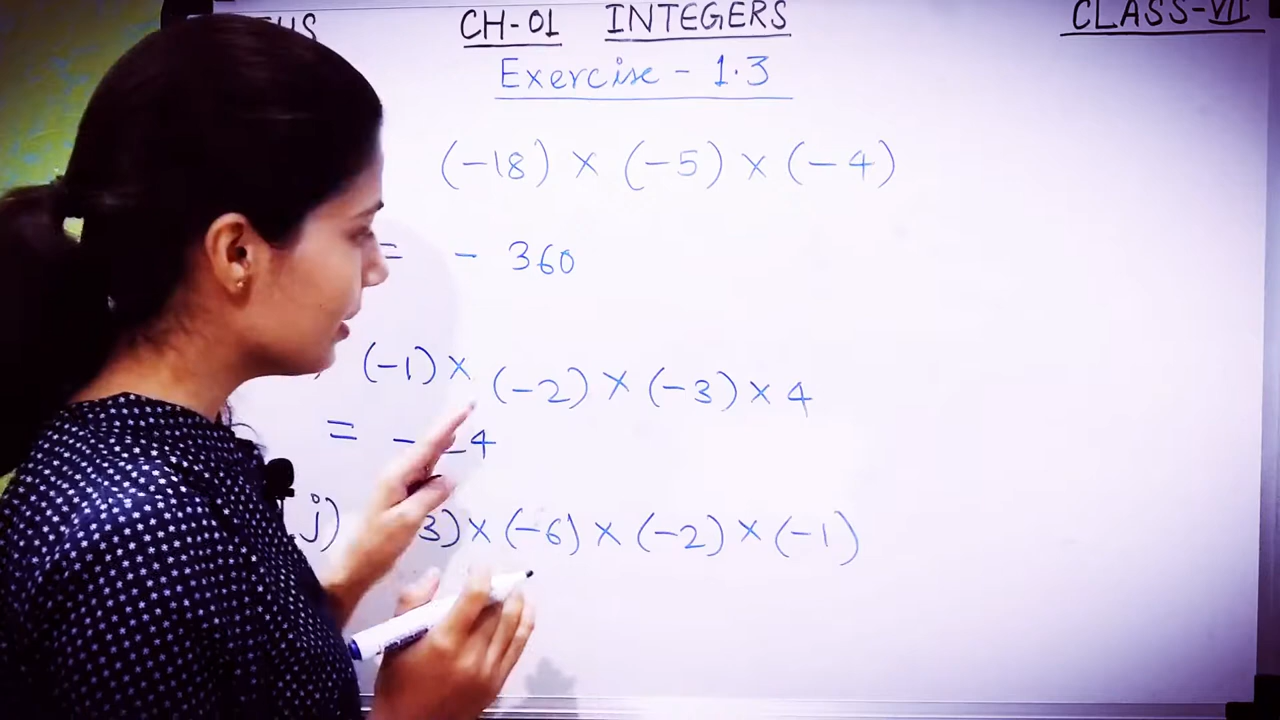 CH-01 INTEGERS CLASS-VII
Exercise - 1.3
(-18) × (-5) × (-4)
= - 360
(-1) × (-2) × (-3) × 4
= - 4
j) 3) × (-6) × (-2) × (-1)